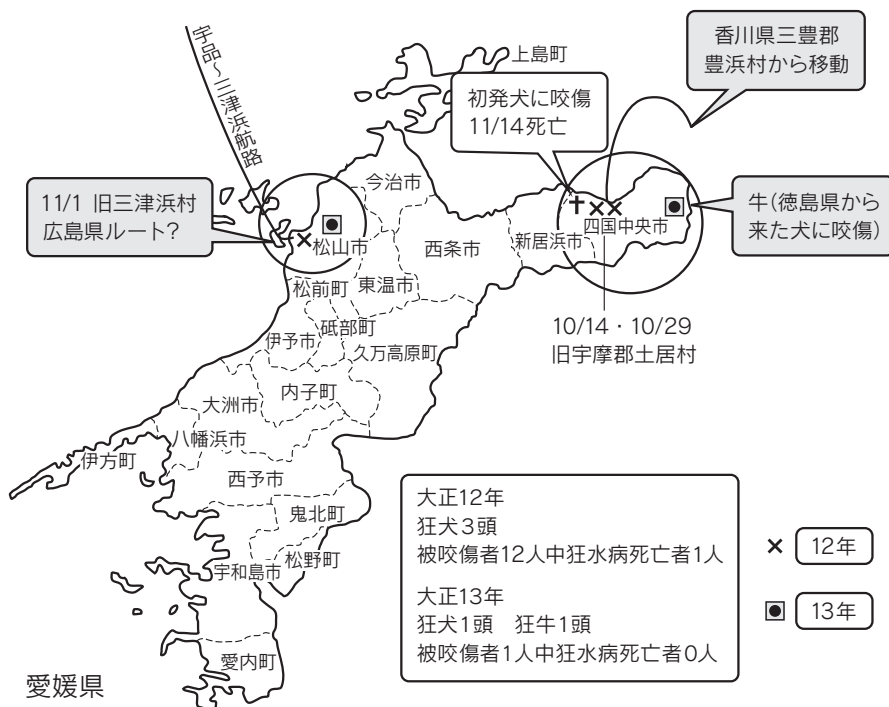 宇品～三津浜航路
上島町
香川県三豊郡
豊浜村から移動
初発犬に咬傷
11/14死亡
11/1 旧三津浜村
広島県ルート?
牛(徳島県から
来た犬に咬傷)
今治市
松山市
西条市
新居浜市
四国中央市
松前町
東温市
10/14・10/29
旧宇摩郡土居村
砥部町
伊予市
久万高原町
内子町
大洲市
八幡浜市
伊方町
西予市
鬼北町
松野町
宇和島市
愛内町
愛媛県
大正12年
狂犬3頭
被咬傷者12人中狂水病死亡者1人
大正13年
狂犬1頭 狂牛1頭
被咬傷者1人中狂水病死亡者0人
× 12年
13年